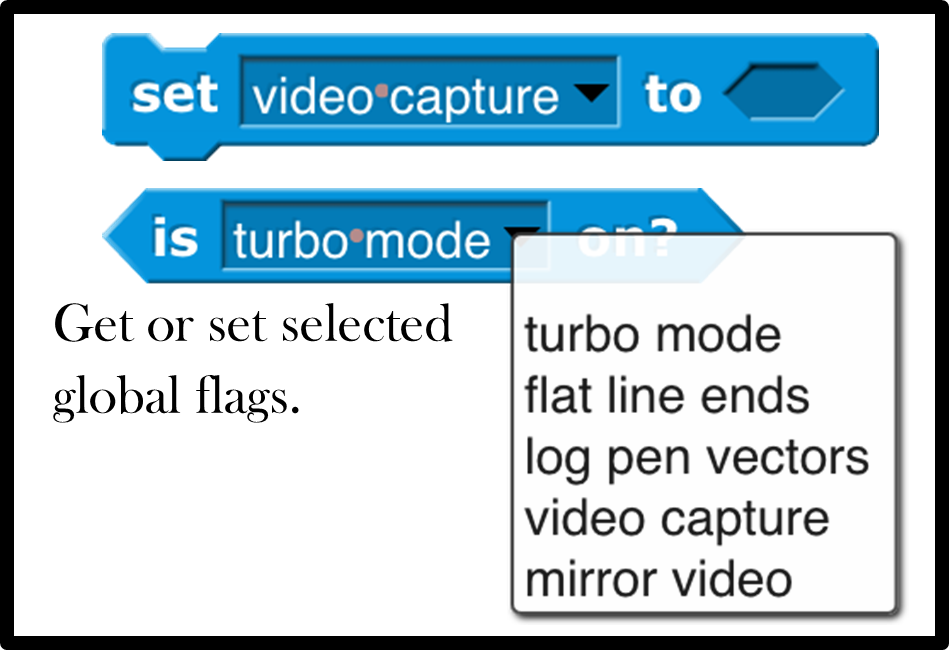 set video capture to
is turbo mode on?
Get or set selected
global flags.
turbo mode
flat line ends
log pen vectors
video capture
mirror video